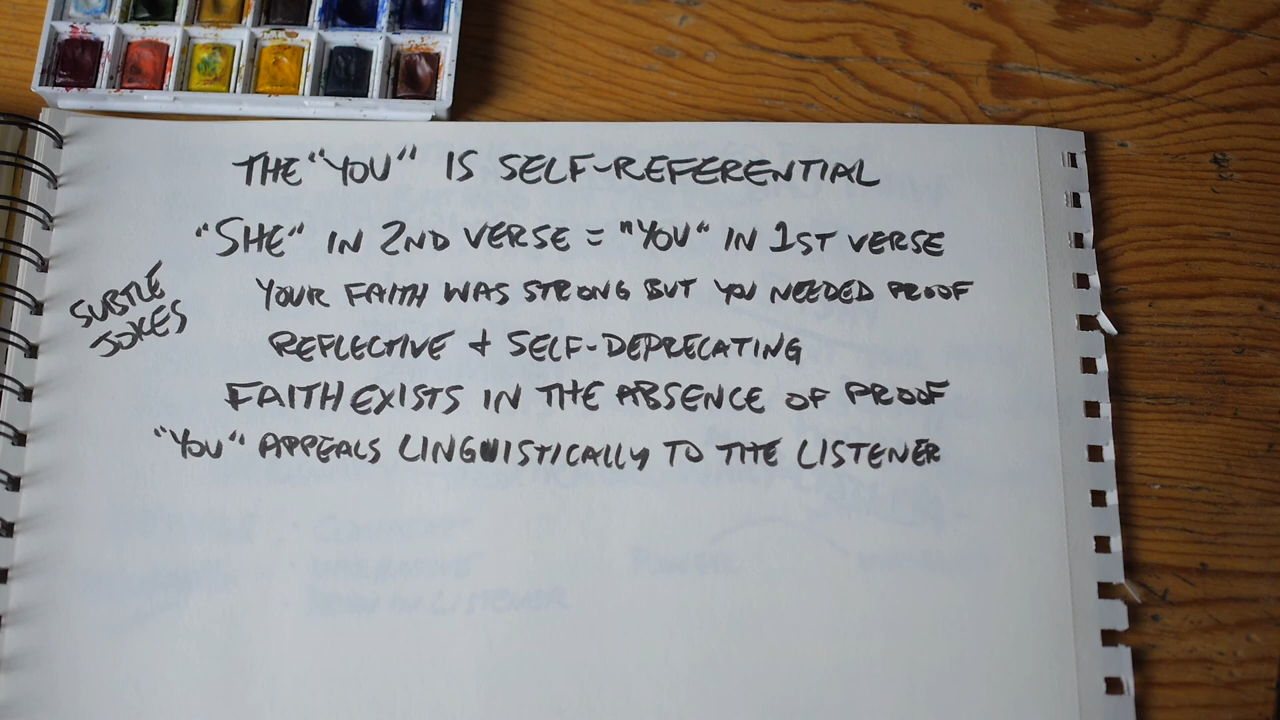 THE "YOU" IS SELF-REFERENTIAL
"SHE" IN 2ND VERSE = "YOU" IN 1ST VERSE
SUBTLE
JOKES
YOUR FAITH WAS STRONG BUT YOU NEEDED PROOF
REFLECTIVE + SELF-DEPRECATING
FAITH EXISTS IN THE ABSENCE OF PROOF
"YOU" APPEALS LINGUISTICALLY TO THE LISTENER